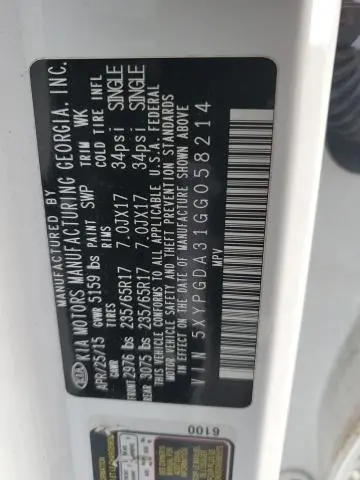 KIA KIA MOTORS MANUFACTURING GEORGIA, INC.
APR/25/15 PAINT SWP TRIM WK
GVWR 5159 lbs
GAWR TIRES RIMS COLD TIRE INFL
FRONT 2976 lbs 235/65R17 7.0JX17 34psi SINGLE
REAR 3075 lbs 235/65R17 7.0JX17 34psi SINGLE
THIS VEHICLE CONFORMS TO ALL APPLICABLE U.S.A. FEDERAL
MOTOR VEHICLE SAFETY, BUMPER, AND THEFT PREVENTION STANDARDS
IN EFFECT ON THE DATE OF MANUFACTURE SHOWN ABOVE
VIN 5XYPGDA31GG058214
MPV
6100